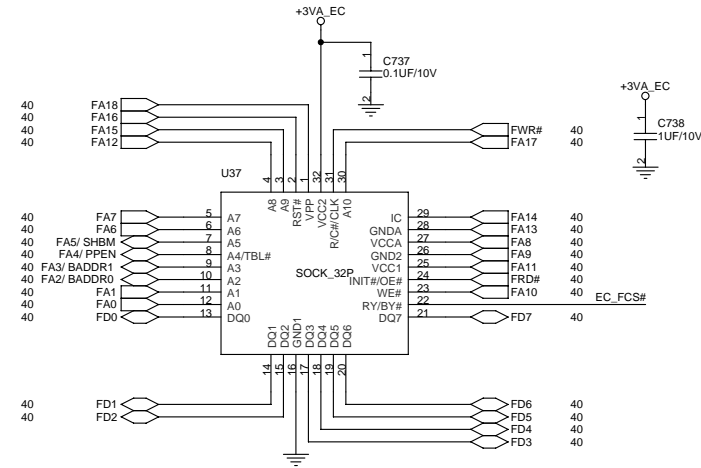 +3VA_EC
C737
0.1UF/10V
1
2
+3VA_EC
C738
1UF/10V
1
2
40 FA18
40 FA16
40 FA15
40 FA12
FWR# 40
FA17 40
U37
4 3 2 1 32 31 30
A8 A9 RST# VPP VCC2 R/C#/CLK A10
40 FA7 5 A7
40 FA6 6 A6
40 FA5/ SHBM 7 A5
40 FA4/ PPEN 8 A4/TBL#
40 FA3/ BADDR1 9 A3
40 FA2/ BADDR0 10 A2
40 FA1 11 A1
40 FA0 12 A0
40 FD0 13 DQ0
SOCK_32P
IC 29 FA14 40
GNDA 28 FA13 40
VCCA 27 FA8 40
GND2 26 FA9 40
VCC1 25 FA11 40
INIT#/OE# 24 FRD# 40
WE# 23 FA10 40
RY/BY# 22 EC_FCS#
DQ7 21 FD7 40
DQ1 DQ2 GND1 DQ3 DQ4 DQ5 DQ6
14 15 16 17 18 19 20
40 FD1
40 FD2
FD6 40
FD5 40
FD4 40
FD3 40